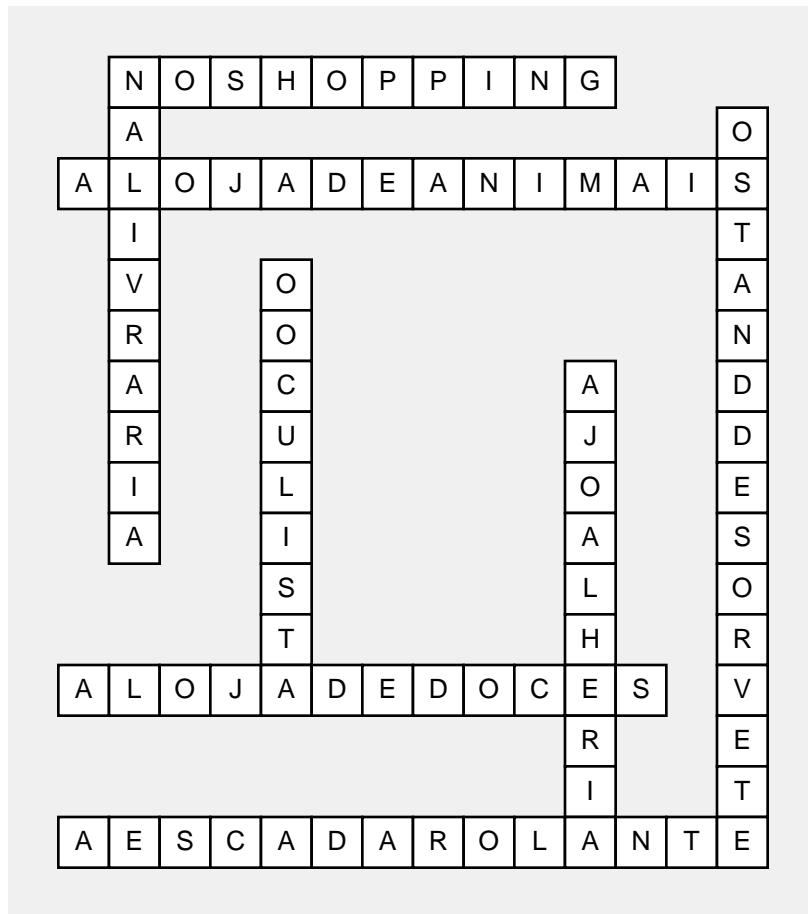 NOSHOPPING
NALIVRARIA
OSTANDDESORVETE
ALOJADEANIMAIS
OOCULISTA
AJOALHERIA
ALOJADEDOCES
AESCADAROLANTE